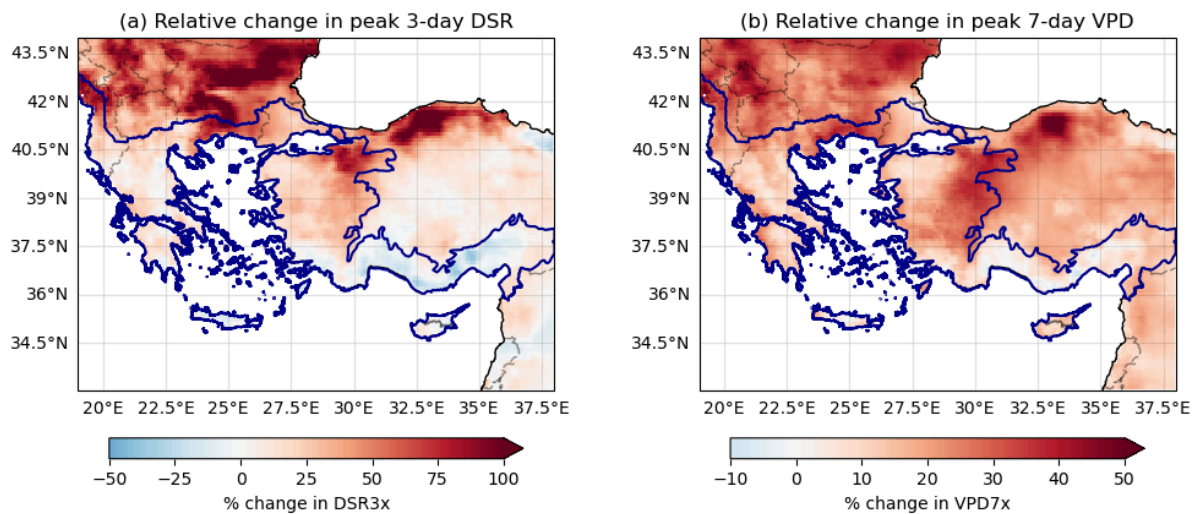 (a) Relative change in peak 3-day DSR
43.5°N
42°N
40.5°N
39°N
37.5°N
36°N
34.5°N
20°E 22.5°E 25°E 27.5°E 30°E 32.5°E 35°E 37.5°E
−50 −25 0 25 50 75 100
% change in DSR3x
(b) Relative change in peak 7-day VPD
43.5°N
42°N
40.5°N
39°N
37.5°N
36°N
34.5°N
20°E 22.5°E 25°E 27.5°E 30°E 32.5°E 35°E 37.5°E
−10 0 10 20 30 40 50
% change in VPD7x